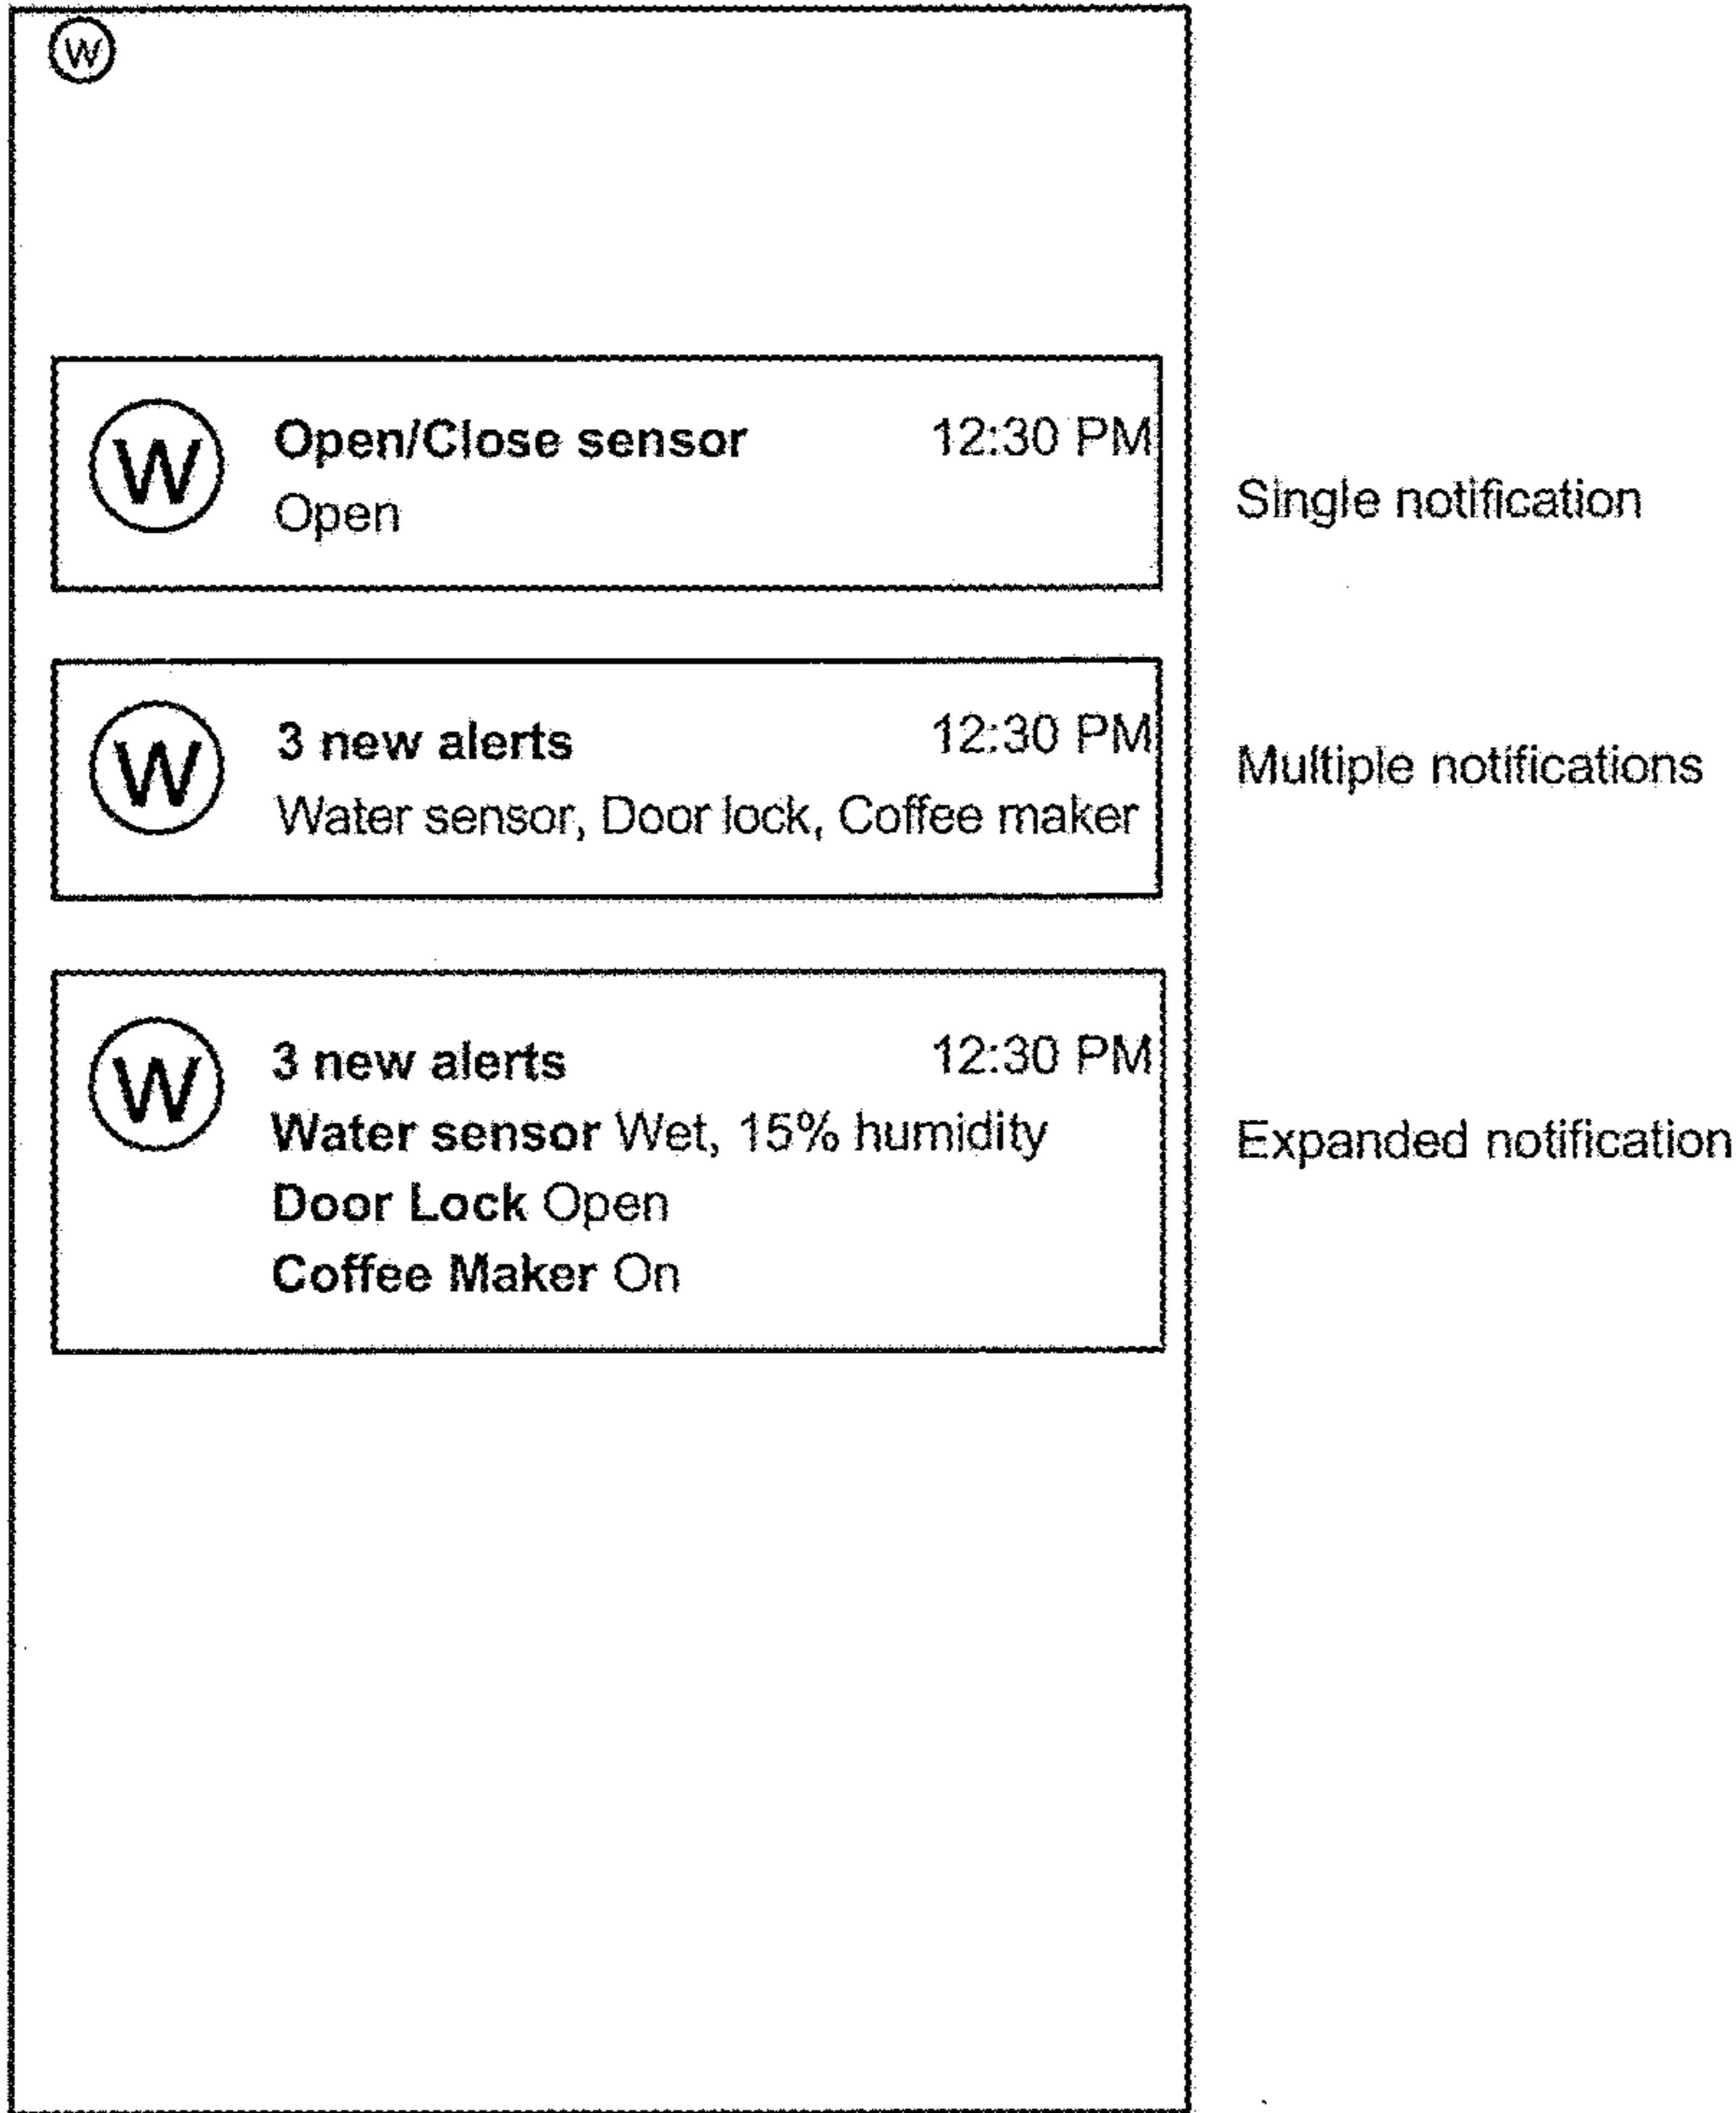 W
W Open/Close sensor 12:30 PM
Open
Single notification
W 3 new alerts 12:30 PM
Water sensor, Door lock, Coffee maker
Multiple notifications
W 3 new alerts 12:30 PM
Water sensor Wet, 15% humidity
Door Lock Open
Coffee Maker On
Expanded notification